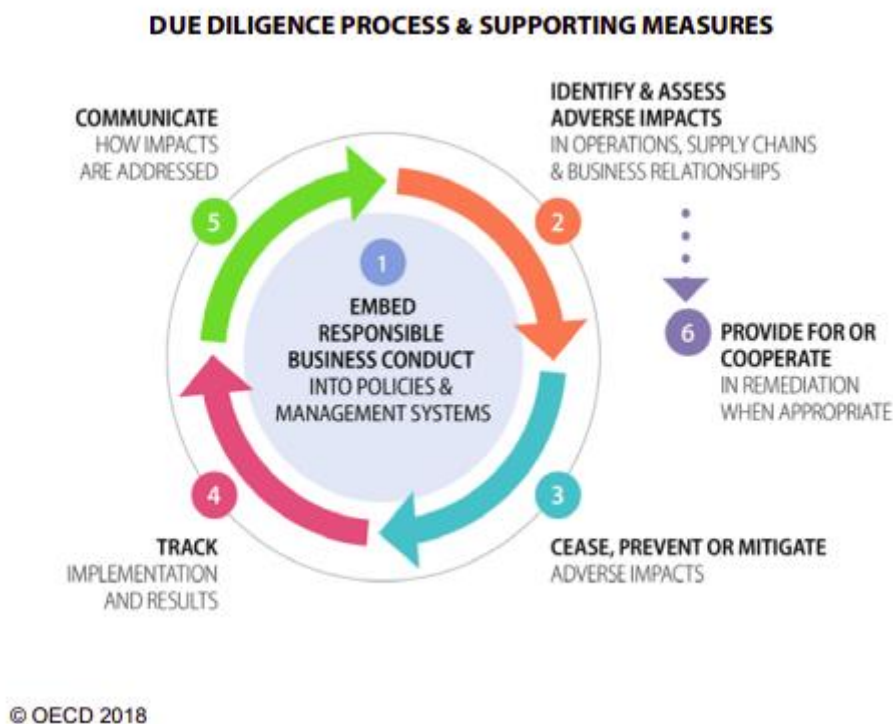 DUE DILIGENCE PROCESS & SUPPORTING MEASURES
1
EMBED
RESPONSIBLE
BUSINESS CONDUCT
INTO POLICIES &
MANAGEMENT SYSTEMS
IDENTIFY & ASSESS
ADVERSE IMPACTS
IN OPERATIONS, SUPPLY CHAINS
& BUSINESS RELATIONSHIPS
2
3
CEASE, PREVENT OR MITIGATE
ADVERSE IMPACTS
4
TRACK
IMPLEMENTATION
AND RESULTS
COMMUNICATE
HOW IMPACTS
ARE ADDRESSED
5
6
PROVIDE FOR OR
COOPERATE
IN REMEDIATION
WHEN APPROPRIATE
© OECD 2018